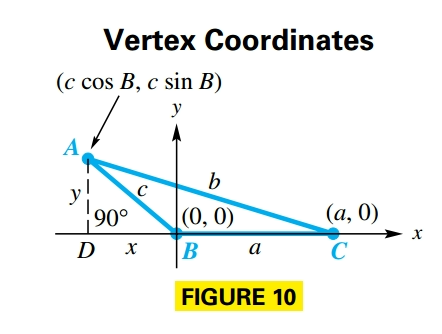 Vertex Coordinates
(c cos B, c sin B)
y
A
b
c
y
90°
(0, 0)
(a, 0)
x
D
x
B
a
C
FIGURE 10